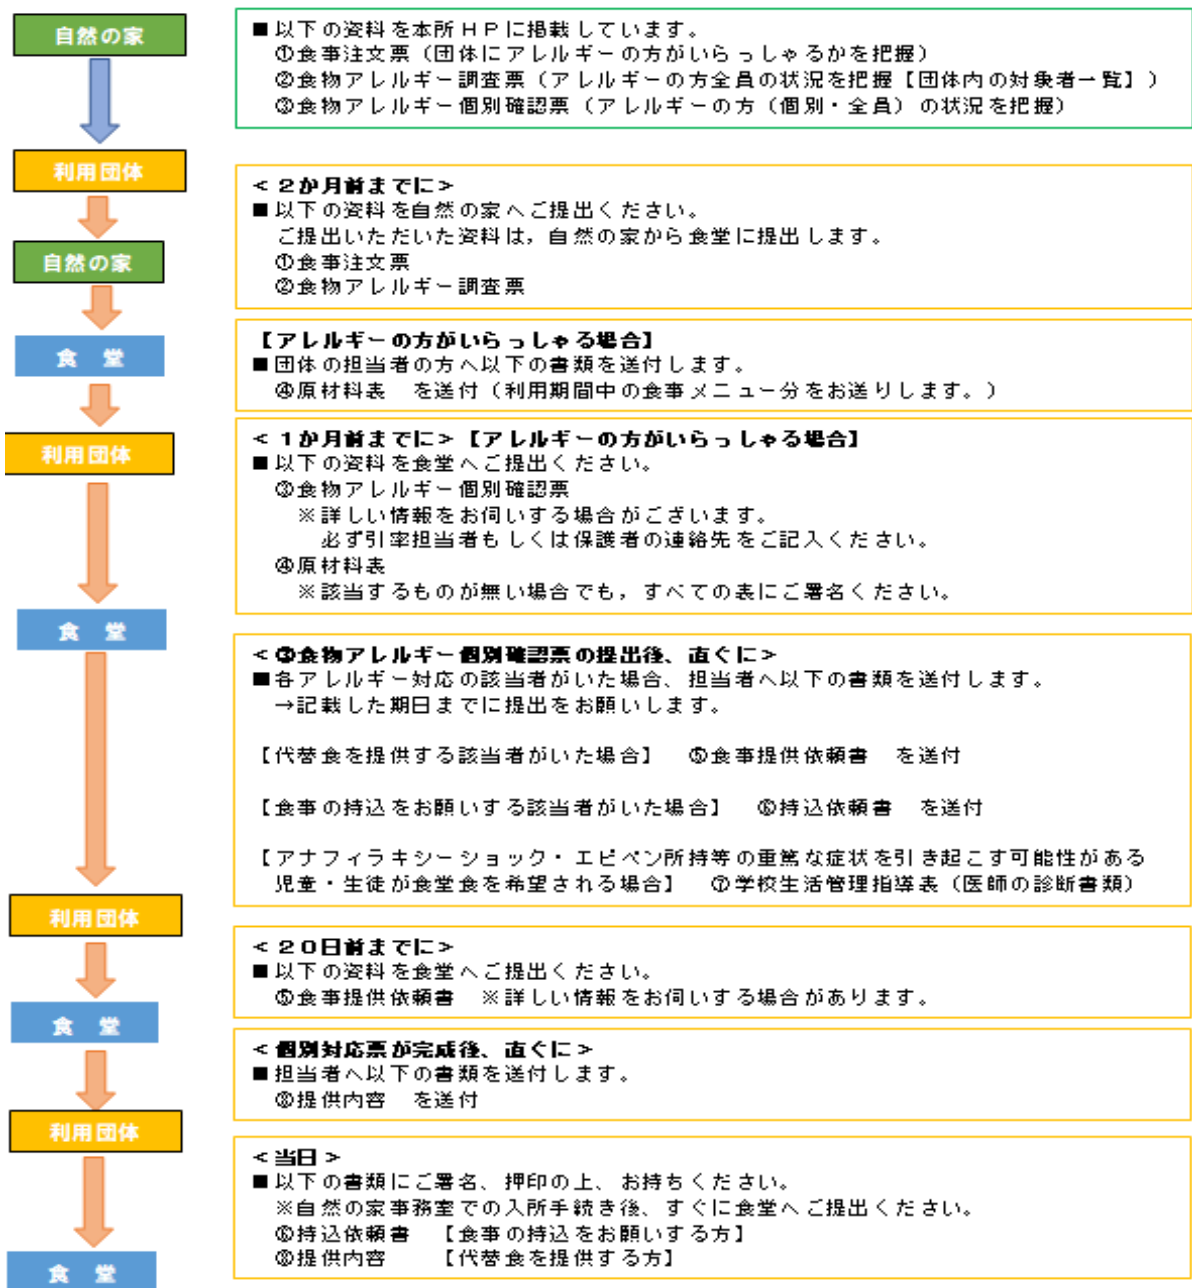 自然の家
■以下の資料を本所ＨＰに掲載しています。
①食事注文票（団体にアレルギーの方がいらっしゃるかを把握）
②食物アレルギー調査票（アレルギーの方全員の状況を把握【団体内の対象者一覧】）
③食物アレルギー個別確認票（アレルギーの方（個別・全員）の状況を把握）
利用団体
＜２か月前までに＞
■以下の資料を自然の家へご提出ください。
ご提出いただいた資料は，自然の家から食堂に提出します。
①食事注文票
②食物アレルギー調査票
自然の家
食　堂
【アレルギーの方がいらっしゃる場合】
■団体の担当者の方へ以下の書類を送付します。
④原材料表　を送付（利用期間中の食事メニュー分をお送りします。）
利用団体
＜１か月前までに＞【アレルギーの方がいらっしゃる場合】
■以下の資料を食堂へご提出ください。
③食物アレルギー個別確認票
※詳しい情報をお伺いする場合がございます。
必ず引率担当者もしくは保護者の連絡先をご記入ください。
④原材料表
※該当するものが無い場合でも，すべての表にご署名ください。
食　堂
＜③食物アレルギー個別確認票の提出後、直ぐに＞
■各アレルギー対応の該当者がいた場合、担当者へ以下の書類を送付します。
→記載した期日までに提出をお願いします。
【代替食を提供する該当者がいた場合】　⑤食事提供依頼書　を送付
【食事の持込をお願いする該当者がいた場合】　⑥持込依頼書　を送付
【アナフィラキシーショック・エピペン所持等の重篤な症状を引き起こす可能性がある
児童・生徒が食堂食を希望される場合】　⑦学校生活管理指導表（医師の診断書類）
利用団体
＜２０日前までに＞
■以下の資料を食堂へご提出ください。
⑤食事提供依頼書　※詳しい情報をお伺いする場合があります。
食　堂
＜個別対応票が完成後、直ぐに＞
■担当者へ以下の書類を送付します。
⑧提供内容　を送付
利用団体
＜当日＞
■以下の書類にご署名、押印の上、お持ちください。
※自然の家事務室での入所手続き後、すぐに食堂へご提出ください。
⑥持込依頼書　【食事の持込をお願いする方】
⑧提供内容　　【代替食を提供する方】
食　堂